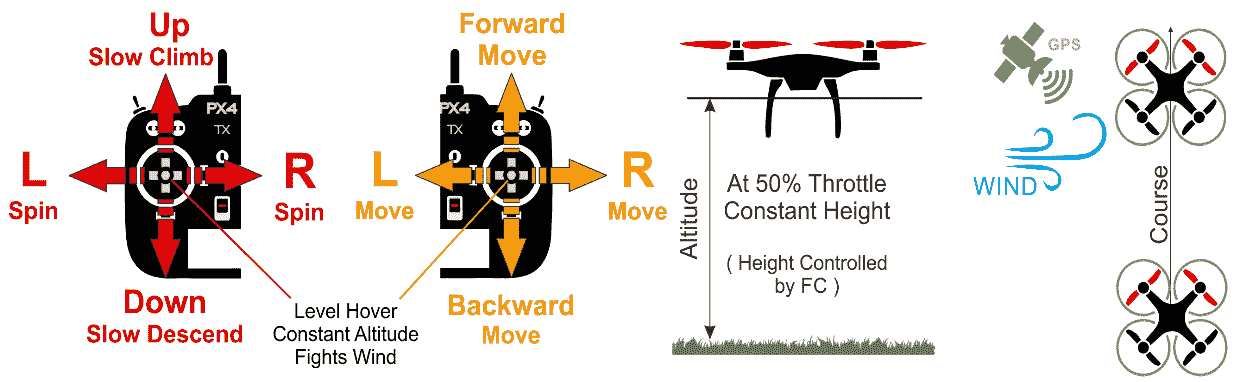 Up
Slow Climb
PX4
TX
L
Spin
R
Spin
Down
Slow Descend
Forward
Move
PX4
TX
L
Move
R
Move
Backward
Move
Level Hover
Constant Altitude
Fights Wind
Altitude
At 50% Throttle
Constant Height
( Height Controlled
by FC )
GPS
WIND
Course